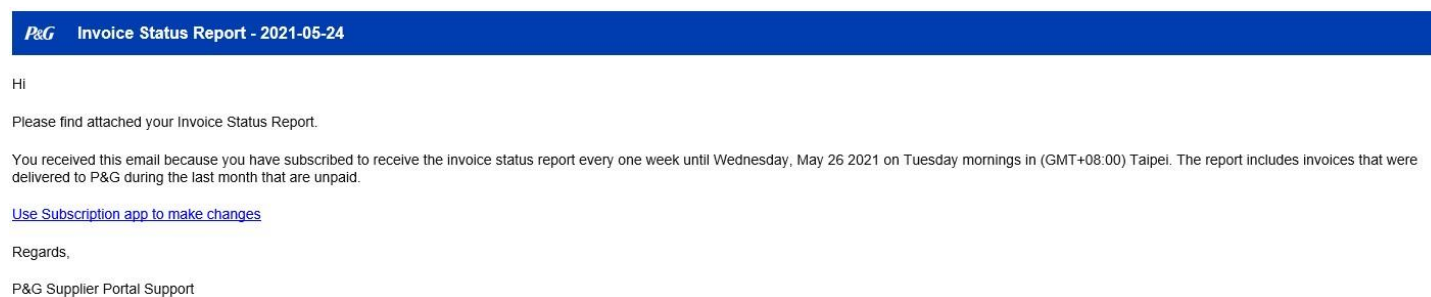 P&G Invoice Status Report - 2021-05-24
Hi
Please find attached your Invoice Status Report.
You received this email because you have subscribed to receive the invoice status report every one week until Wednesday, May 26 2021 on Tuesday mornings in (GMT+08:00) Taipei. The report includes invoices that were
delivered to P&G during the last month that are unpaid.
Use Subscription app to make changes
Regards,
P&G Supplier Portal Support